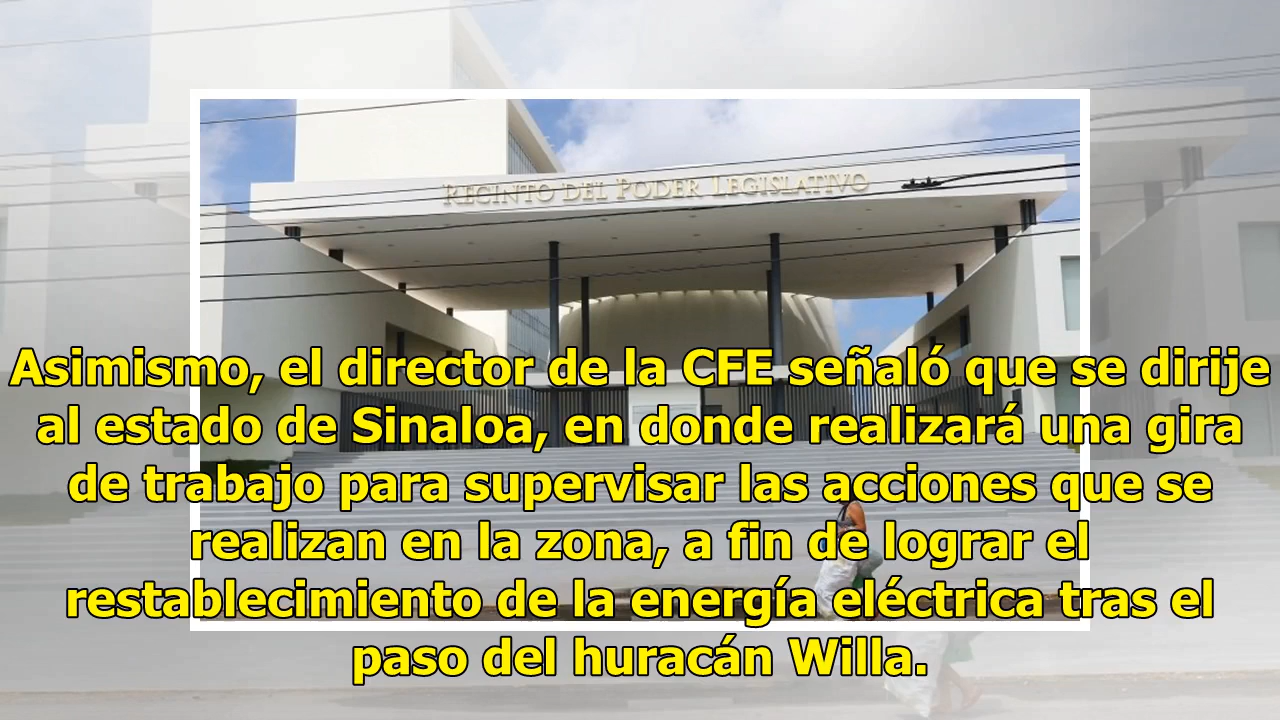 RECINTO DEL PODER LEGISLATIVO
Asimismo, el director de la CFE señaló que se dirije
al estado de Sinaloa, en donde realizará una gira
de trabajo para supervisar las acciones que se
realizan en la zona, a fin de lograr el
restablecimiento de la energía eléctrica tras el
paso del huracán Willa.